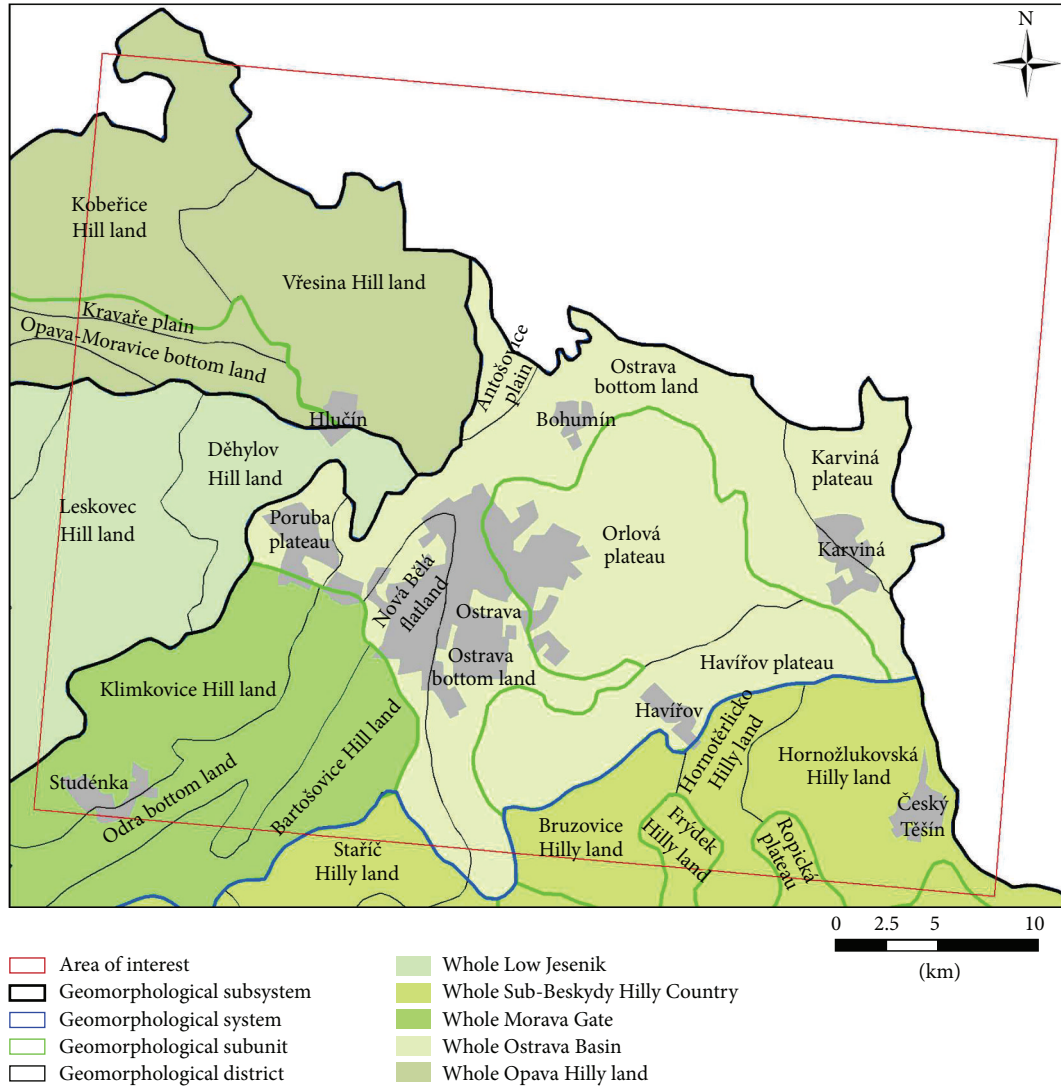 N
Kobeřice
Hill land
Vřesina Hill land
Kravaře plain
Opava-Moravice bottom land
Antošovice
plain
Ostrava
bottom land
Hlučín
Bohumín
Děhylov
Hill land
Karviná
plateau
Leskovec
Hill land
Poruba
plateau
Orlová
plateau
Karviná
Nová Bělá
flatland
Ostrava
Ostrava
bottom land
Havířov plateau
Klimkovice Hill land
Havířov
Hornotěrlicko
Hilly land
Hornožlukovská
Hilly land
Studénka
Odra bottom land
Bartošovice Hill land
Český
Těšín
Bruzovice
Hilly land
Frýdek
Hilly land
Ropická
plateau
Staříč
Hilly land
0 2.5 5 10
(km)
Area of interest
Geomorphological subsystem
Geomorphological system
Geomorphological subunit
Geomorphological district
Whole Low Jesenik
Whole Sub-Beskydy Hilly Country
Whole Morava Gate
Whole Ostrava Basin
Whole Opava Hilly land